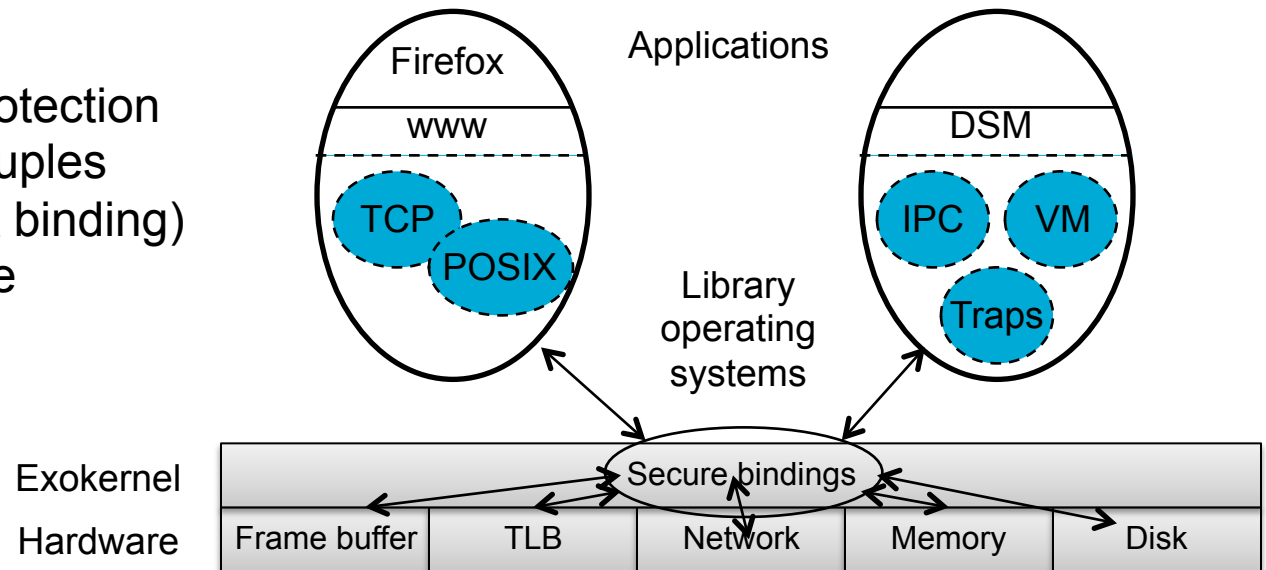 otection
uples
binding)
e
Applications
Firefox
www
TCP
POSIX
DSM
IPC
VM
Traps
Library
operating
systems
Exokernel
Secure bindings
Hardware
Frame buffer
TLB
Network
Memory
Disk